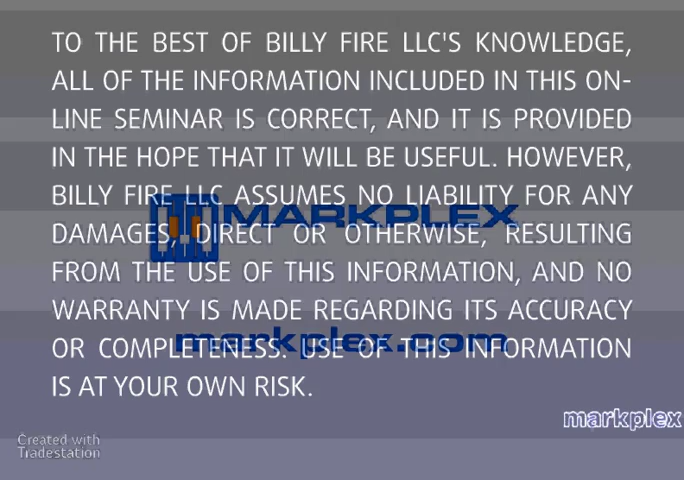 TO THE BEST OF BILLY FIRE LLC'S KNOWLEDGE,
ALL OF THE INFORMATION INCLUDED IN THIS ON-
LINE SEMINAR IS CORRECT, AND IT IS PROVIDED
IN THE HOPE THAT IT WILL BE USEFUL. HOWEVER,
BILLY FIRE LLC ASSUMES NO LIABILITY FOR ANY
MARKPLEX
DAMAGES, DIRECT OR OTHERWISE, RESULTING
FROM THE USE OF THIS INFORMATION, AND NO
WARRANTY IS MADE REGARDING ITS ACCURACY
markplex.com
OR COMPLETENESS. USE OF THIS INFORMATION
IS AT YOUR OWN RISK.
markplex
Created with
Tradestation